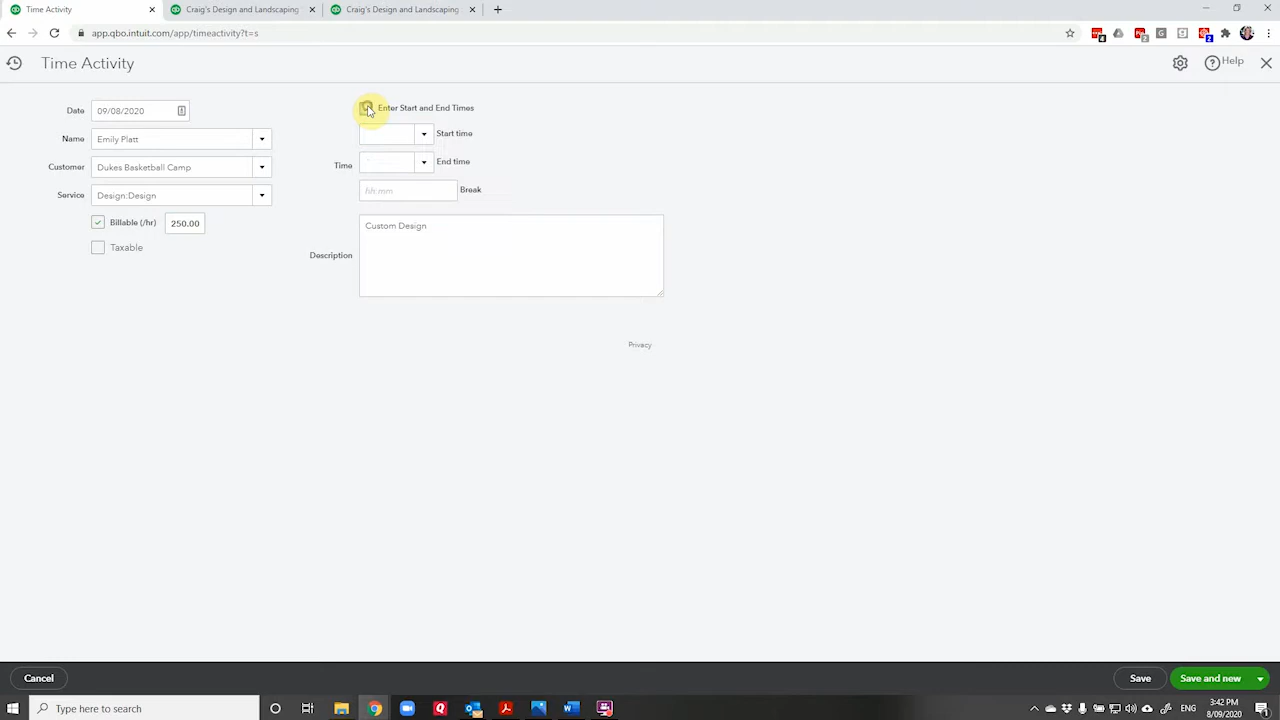 Time Activity
Craig's Design and Landscaping
Craig's Design and Landscaping
app.qbo.intuit.com/app/timeactivity?t=s
Time Activity
Help
Date
09/08/2020
Enter Start and End Times
Name
Emily Platt
Start time
Customer
Dukes Basketball Camp
Time
End time
Service
Design:Design
hh:mm
Break
Billable (/hr)
250.00
Custom Design
Taxable
Description
Privacy
Cancel
Save
Save and new
Type here to search
ENG
3:42 PM
8/09/2020